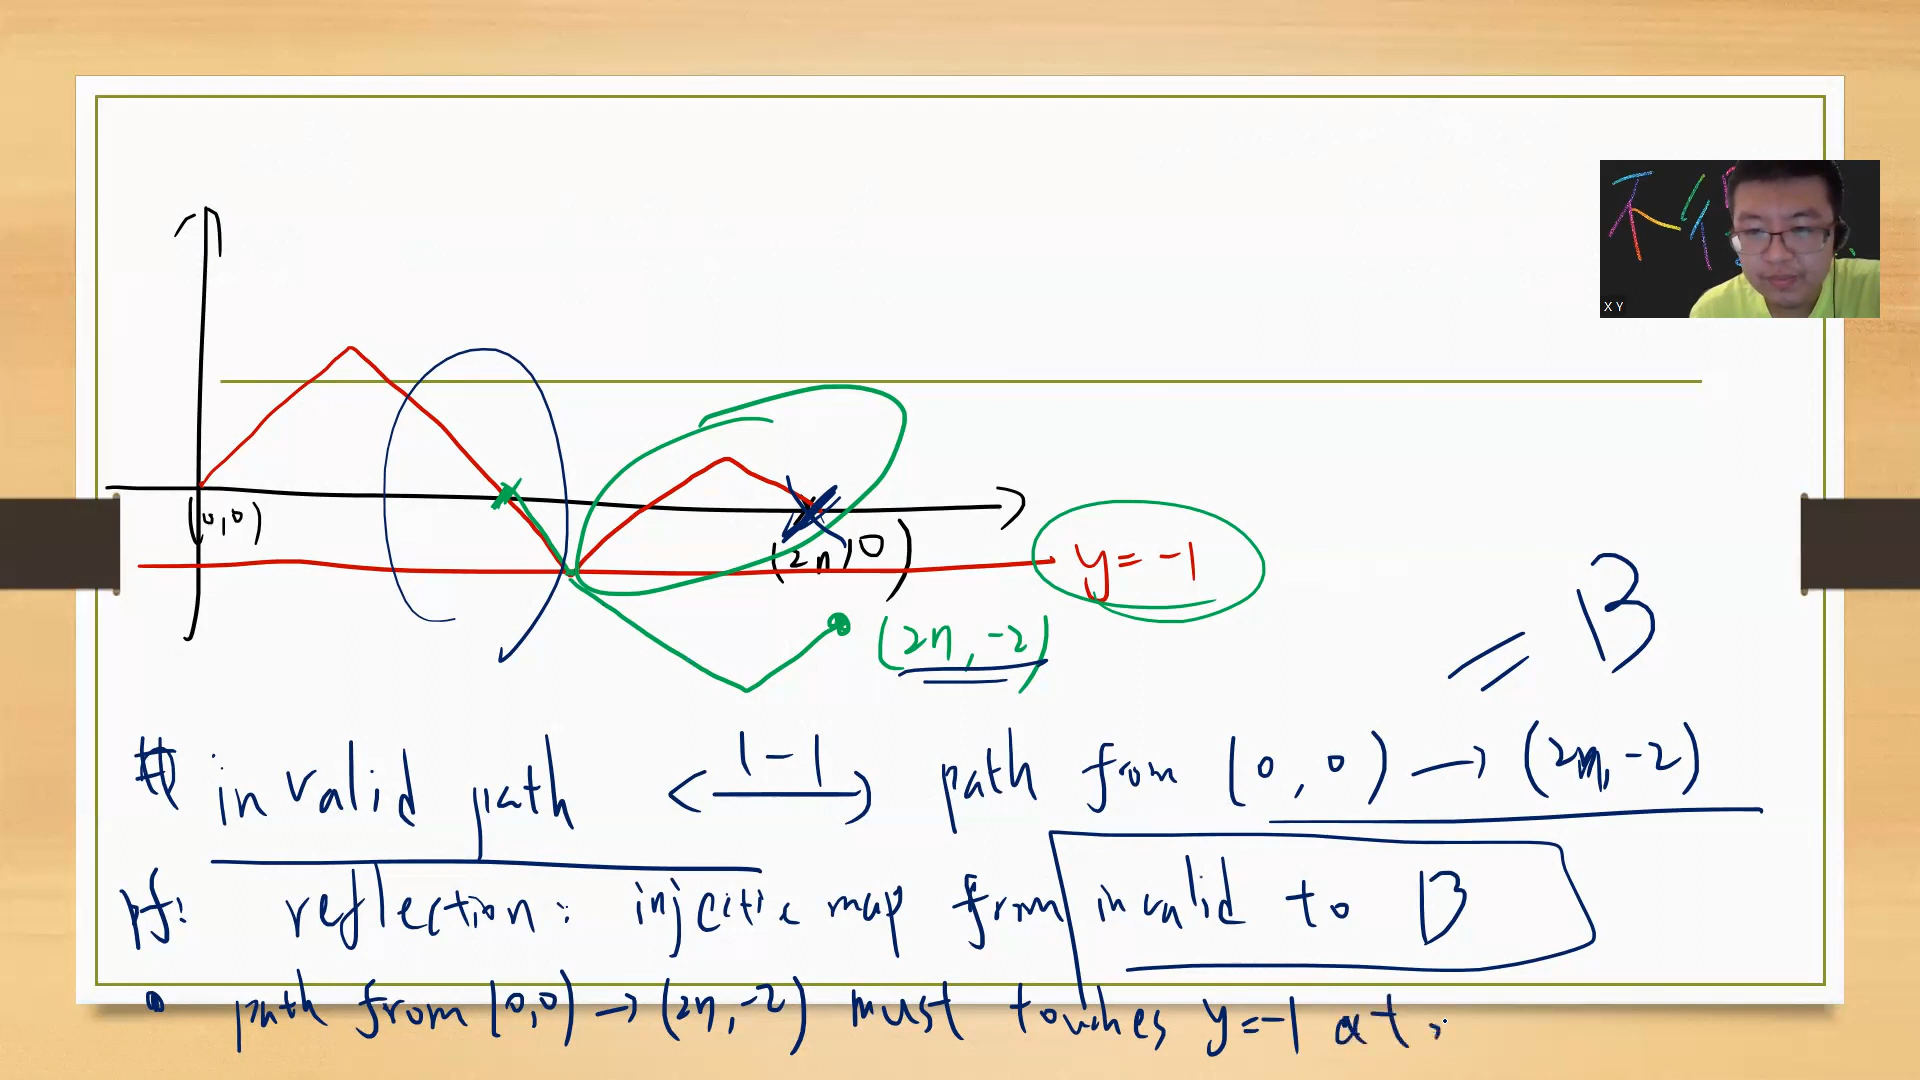 不
X Y
(0,0)
(2n, 0)
y = -1
(2n, -2)
= B
# invalid path <-> 1-1 path from (0, 0) → (2n, -2)
pf: reflection: injective map from invalid to B
• path from (0,0) → (2n, -2) must touches y=-1 at